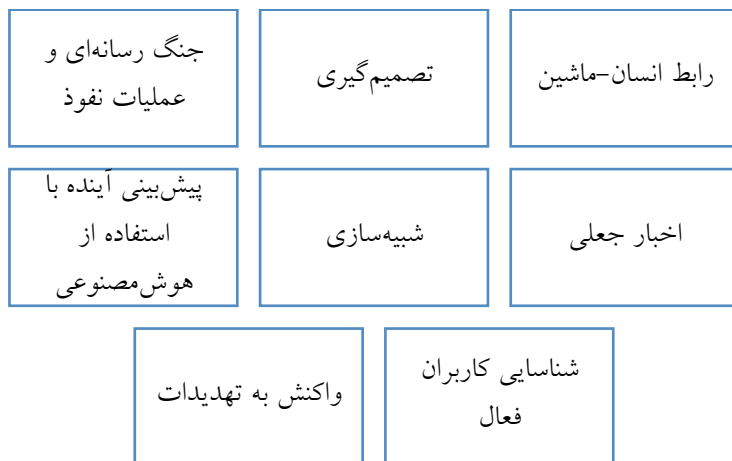 رابط انسان–ماشین
تصمیم‌گیری
جنگ رسانه‌ای و
عملیات نفوذ
اخبار جعلی
شبیه‌سازی
پیش‌بینی آینده با
استفاده از
هوش‌مصنوعی
شناسایی کاربران
فعال
واکنش به تهدیدات